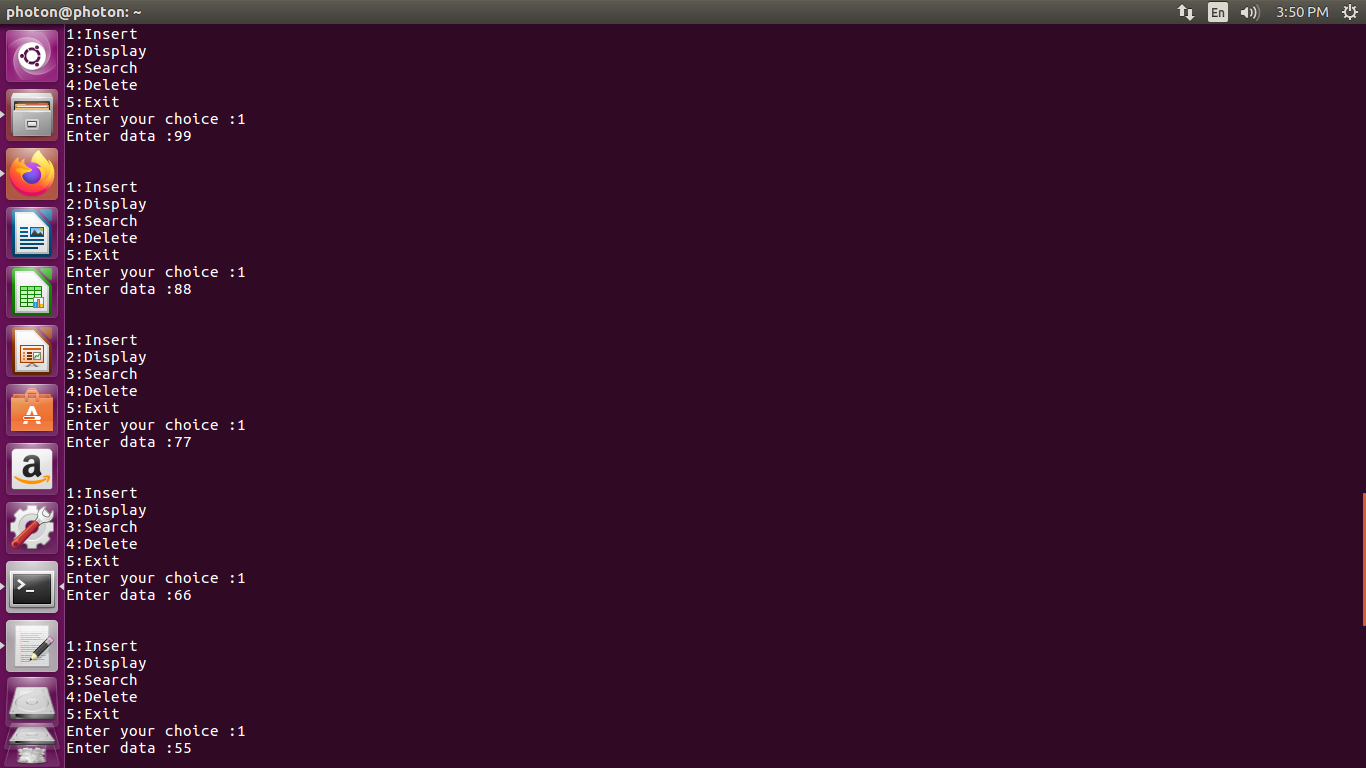 photon@photon: ~
En
3:50 PM
1:Insert
2:Display
3:Search
4:Delete
5:Exit
Enter your choice :1
Enter data :99
1:Insert
2:Display
3:Search
4:Delete
5:Exit
Enter your choice :1
Enter data :88
1:Insert
2:Display
3:Search
4:Delete
5:Exit
Enter your choice :1
Enter data :77
1:Insert
2:Display
3:Search
4:Delete
5:Exit
Enter your choice :1
Enter data :66
1:Insert
2:Display
3:Search
4:Delete
5:Exit
Enter your choice :1
Enter data :55